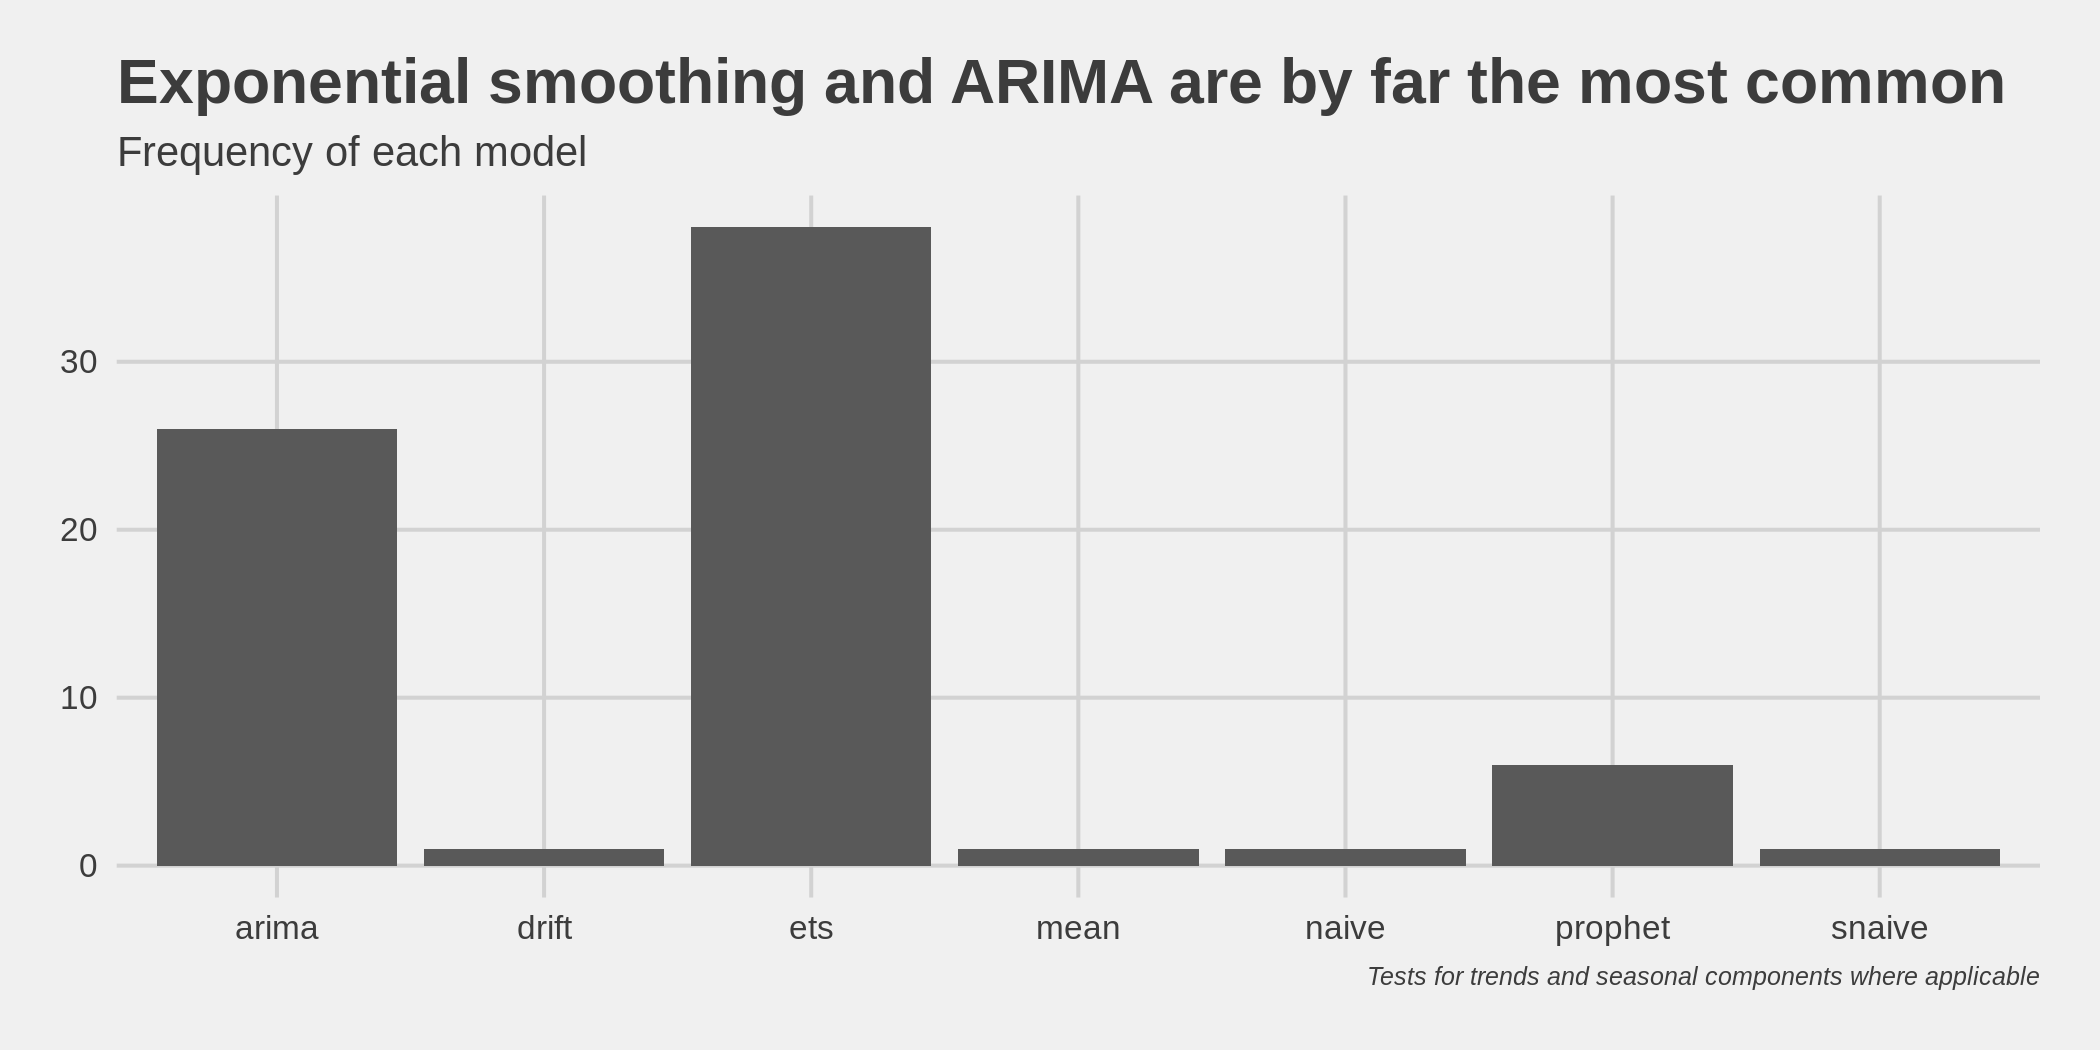 Exponential smoothing and ARIMA are by far the most common
Frequency of each model
30
20
10
0
arima drift ets mean naive prophet snaive
Tests for trends and seasonal components where applicable